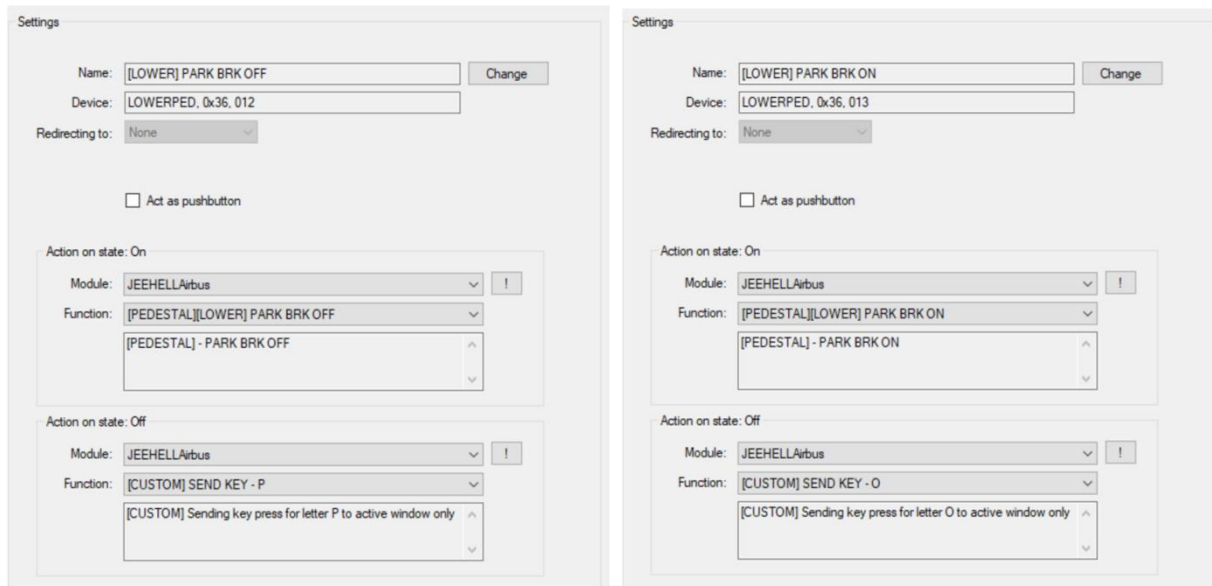 Settings
Name: [LOWER] PARK BRK OFF Change
Device: LOWERPED, 0x36, 012
Redirecting to: None
Act as pushbutton
Action on state: On
Module: JEEHELLAirbus !
Function: [PEDESTAL][LOWER] PARK BRK OFF
[PEDESTAL] - PARK BRK OFF
Action on state: Off
Module: JEEHELLAirbus !
Function: [CUSTOM] SEND KEY - P
[CUSTOM] Sending key press for letter P to active window only
Settings
Name: [LOWER] PARK BRK ON Change
Device: LOWERPED, 0x36, 013
Redirecting to: None
Act as pushbutton
Action on state: On
Module: JEEHELLAirbus !
Function: [PEDESTAL][LOWER] PARK BRK ON
[PEDESTAL] - PARK BRK ON
Action on state: Off
Module: JEEHELLAirbus !
Function: [CUSTOM] SEND KEY - O
[CUSTOM] Sending key press for letter O to active window only